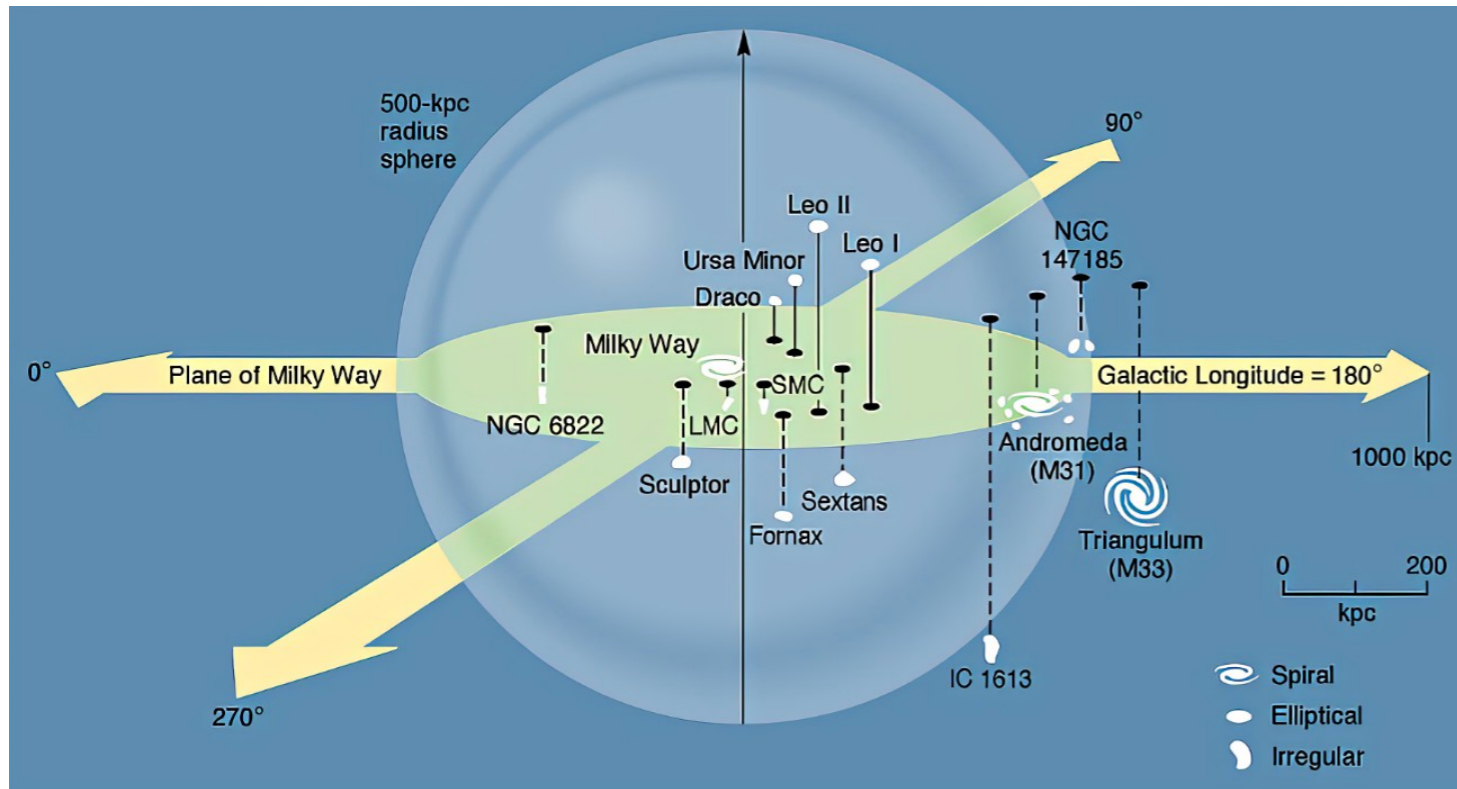 500-kpc
radius
sphere
90°
Leo II
NGC
147185
Leo I
Ursa Minor
Draco
Milky Way
0°
Plane of Milky Way
SMC
Galactic Longitude = 180°
NGC 6822
LMC
Andromeda
(M31)
1000 kpc
Sculptor
Sextans
Fornax
Triangulum
(M33)
0 200
kpc
IC 1613
270°
Spiral
Elliptical
Irregular